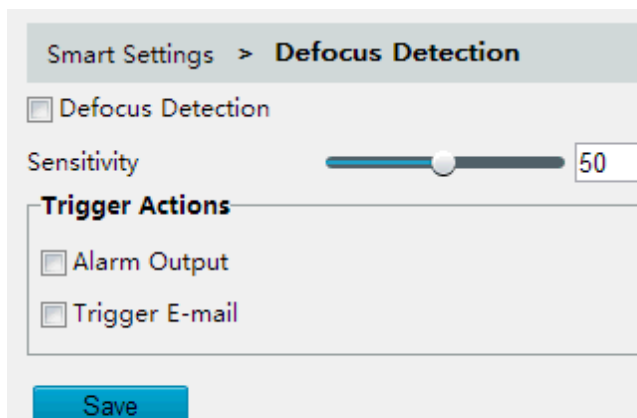 Smart Settings > Defocus Detection
Defocus Detection
Sensitivity 50
Trigger Actions
Alarm Output
Trigger E-mail
Save